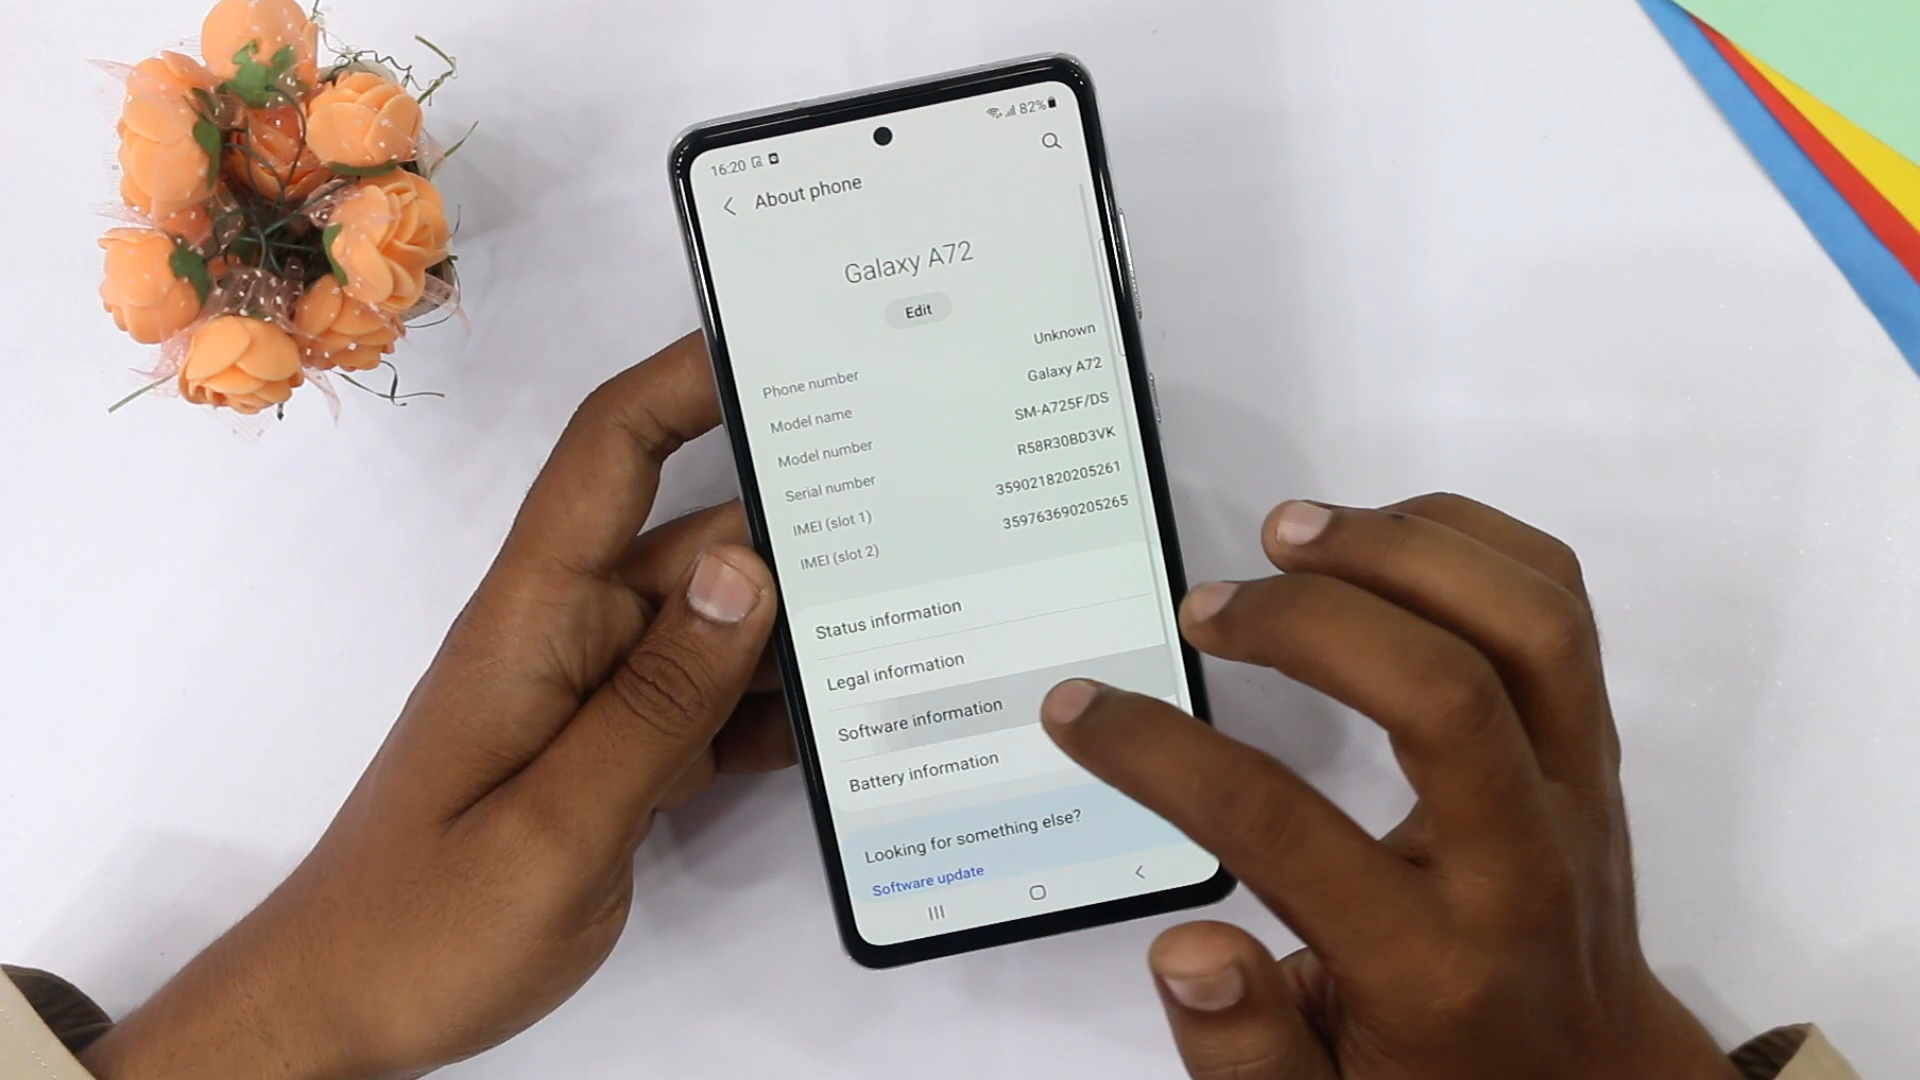 16:20
82%
About phone
Galaxy A72
Edit
Phone number Unknown
Model name Galaxy A72
Model number SM-A725F/DS
Serial number R58R30BD3VK
IMEI (slot 1) 359021820205261
IMEI (slot 2) 359763690205265
Status information
Legal information
Software information
Battery information
Looking for something else?
Software update